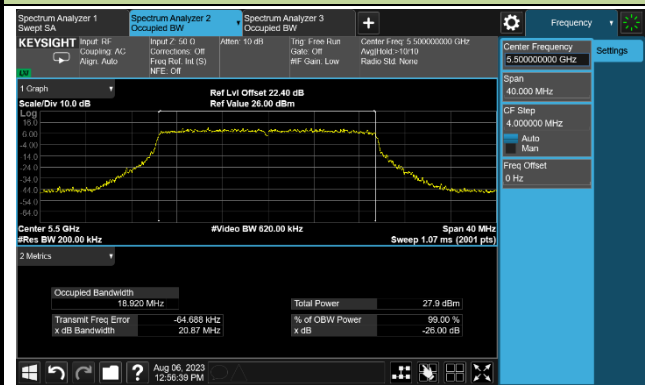 Spectrum Analyzer 1
Swept SA
Spectrum Analyzer 2
Occupied BW
Spectrum Analyzer 3
Occupied BW
Frequency
KEYSIGHT
Input: RF
Coupling: AC
Align: Auto
Input Z: 50 Ω
Corrections: Off
Freq Ref: Int (S)
NFE: Off
Atten: 10 dB
Trig: Free Run
Gate: Off
#IF Gain: Low
Center Freq: 5.500000000 GHz
Avg|Hold:>10/10
Radio Std: None
Center Frequency
5.500000000 GHz
Settings
Span
40.000 MHz
CF Step
4.000000 MHz
Auto
Man
Freq Offset
0 Hz
1 Graph
Scale/Div 10.0 dB
Ref Lvl Offset 22.40 dB
Ref Value 26.00 dBm
Log
16.0
6.00
-4.00
-14.0
-24.0
-34.0
-44.0
-54.0
-64.0
Center 5.5 GHz
#Res BW 200.00 kHz
#Video BW 620.00 kHz
Span 40 MHz
Sweep 1.07 ms (2001 pts)
2 Metrics
Occupied Bandwidth
18.920 MHz
Total Power 27.9 dBm
Transmit Freq Error -64.688 kHz
% of OBW Power 99.00 %
x dB Bandwidth 20.87 MHz
x dB -26.00 dB
?
Aug 06, 2023
12:56:39 PM